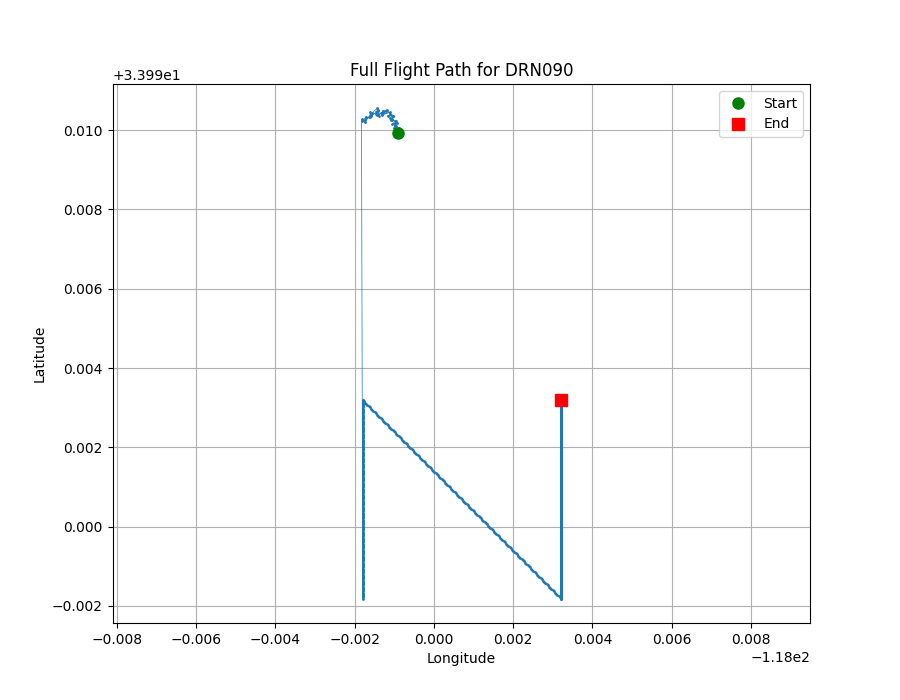 Full Flight Path for DRN090
+3.399e1
Start
End
0.010
0.008
0.006
0.004
0.002
0.000
−0.002
Latitude
−0.008 −0.006 −0.004 −0.002 0.000 0.002 0.004 0.006 0.008
Longitude
−1.18e2